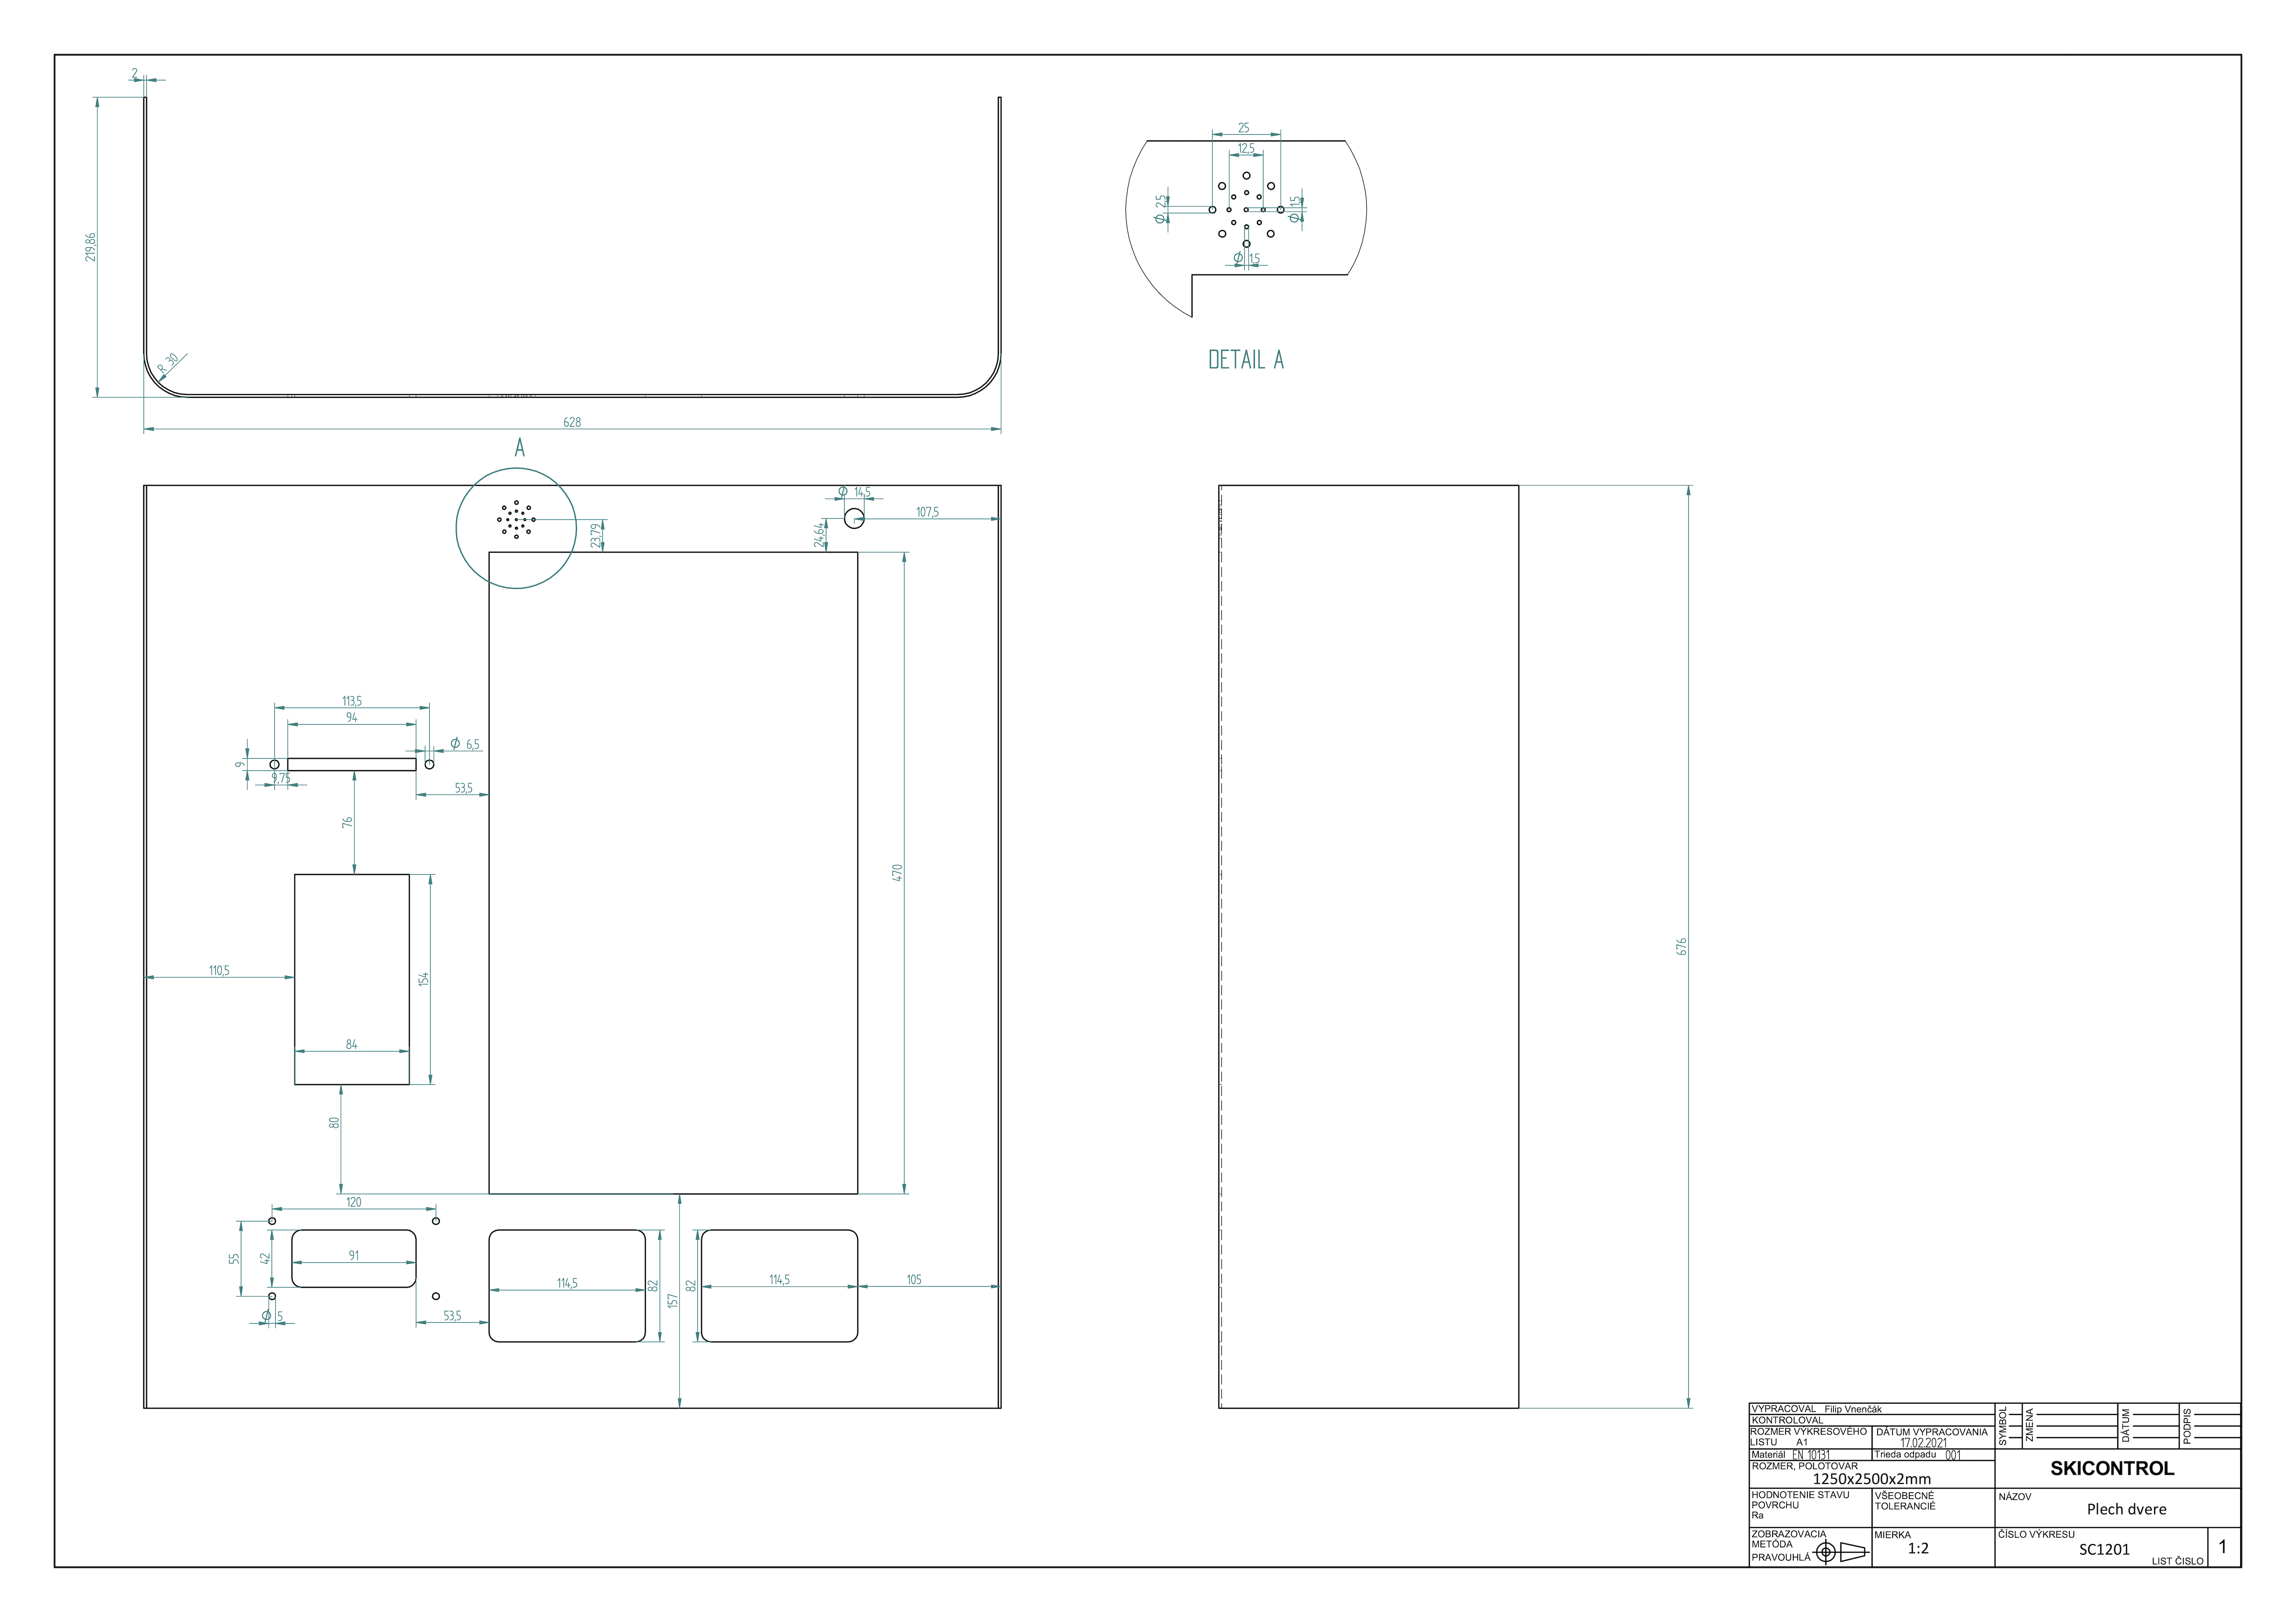 2
219,86
R 30
628
25
12,5
Ø 2,5
Ø 1,5
Ø 1,5
DETAIL A
A
Ø 14,5
107,5
23,79
24,64
113,5
94
Ø 6,5
9
9,75
53,5
76
470
676
110,5
154
84
80
120
55
42
91
114,5
82
157
82
114,5
105
Ø 5
53,5
VYPRACOVAL Filip Vnenčák
KONTROLOVAL
ROZMER VÝKRESOVÉHO
LISTU A1
DÁTUM VYPRACOVANIA
17.02.2021
Materiál EN 10131
Trieda odpadu 001
ROZMER, POLOTOVAR
1250x2500x2mm
HODNOTENIE STAVU
POVRCHU
Ra
VŠEOBECNÉ
TOLERANCIÉ
ZOBRAZOVACIA
METÓDA
PRAVOUHLÁ
MIERKA
1:2
SYMBOL
ZMENA
DÁTUM
PODPIS
SKICONTROL
NÁZOV
Plech dvere
ČÍSLO VÝKRESU
SC1201
LIST ČISLO
1